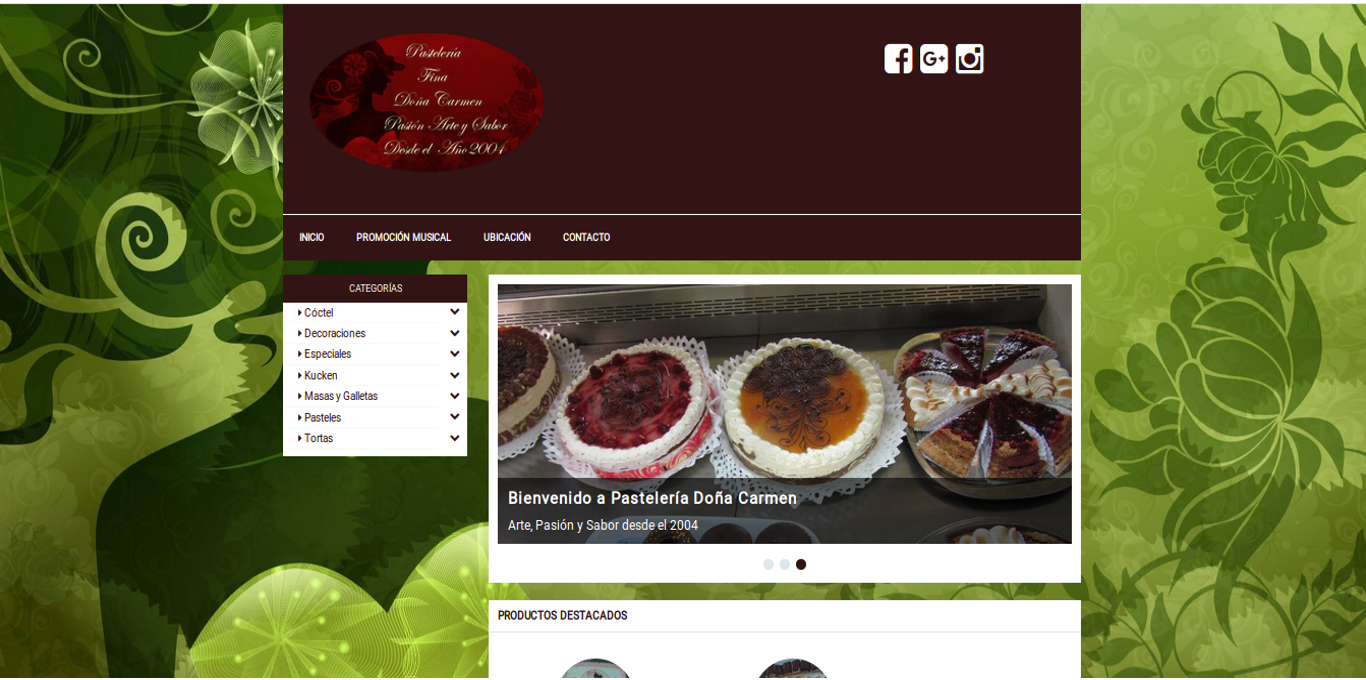 Pastelería
Fina
Doña Carmen
Pasión Arte y Sabor
Desde el Año 2004
INICIO PROMOCIÓN MUSICAL UBICACIÓN CONTACTO
CATEGORÍAS
Cóctel
Decoraciones
Especiales
Kucken
Masas y Galletas
Pasteles
Tortas
Bienvenido a Pastelería Doña Carmen
Arte, Pasión y Sabor desde el 2004
PRODUCTOS DESTACADOS